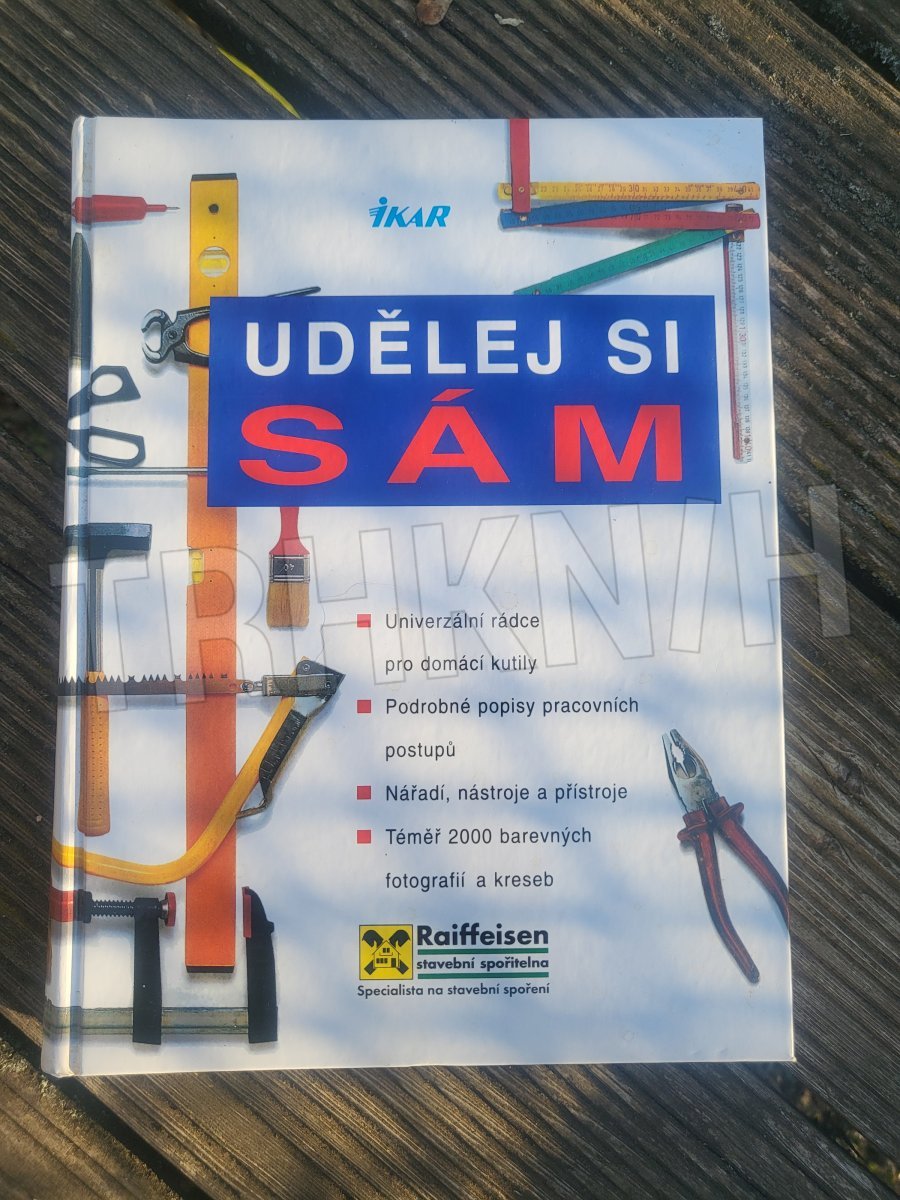 iKAR
UDĚLEJ SI
SÁM
TRHKNIH
Univerzální rádce
pro domácí kutily
Podrobné popisy pracovních
postupů
Nářadí, nástroje a přístroje
Téměř 2000 barevných
fotografií a kreseb
Raiffeisen
stavební spořitelna
Specialista na stavební spoření